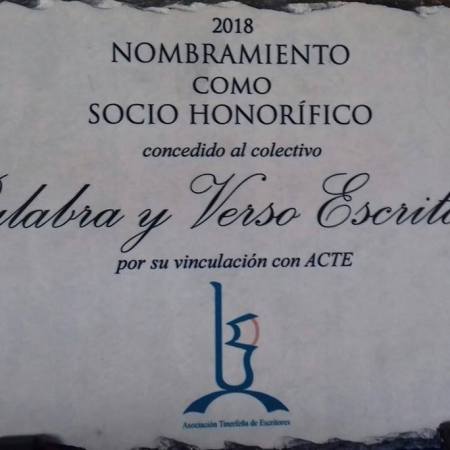 2018
NOMBRAMIENTO
COMO
SOCIO HONORÍFICO
concedido al colectivo
alabra y Verso Escrito
por su vinculación con ACTE
Asociación Tinerfeña de Escritores